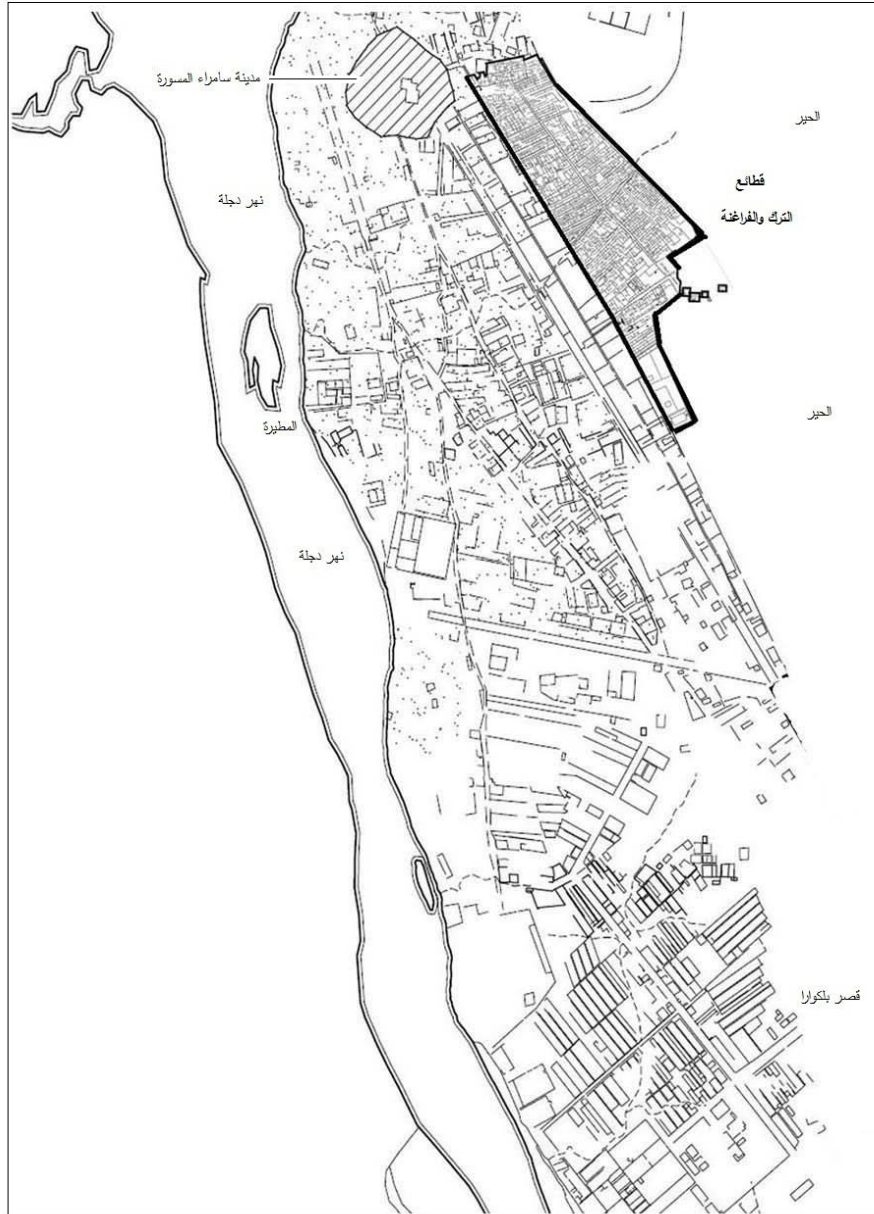 مدينة سامراء المسورة
الحير
قطائع
الترك والفراغنة
نهر دجلة
الحير
المطيرة
نهر دجلة
قصر بلكوارا